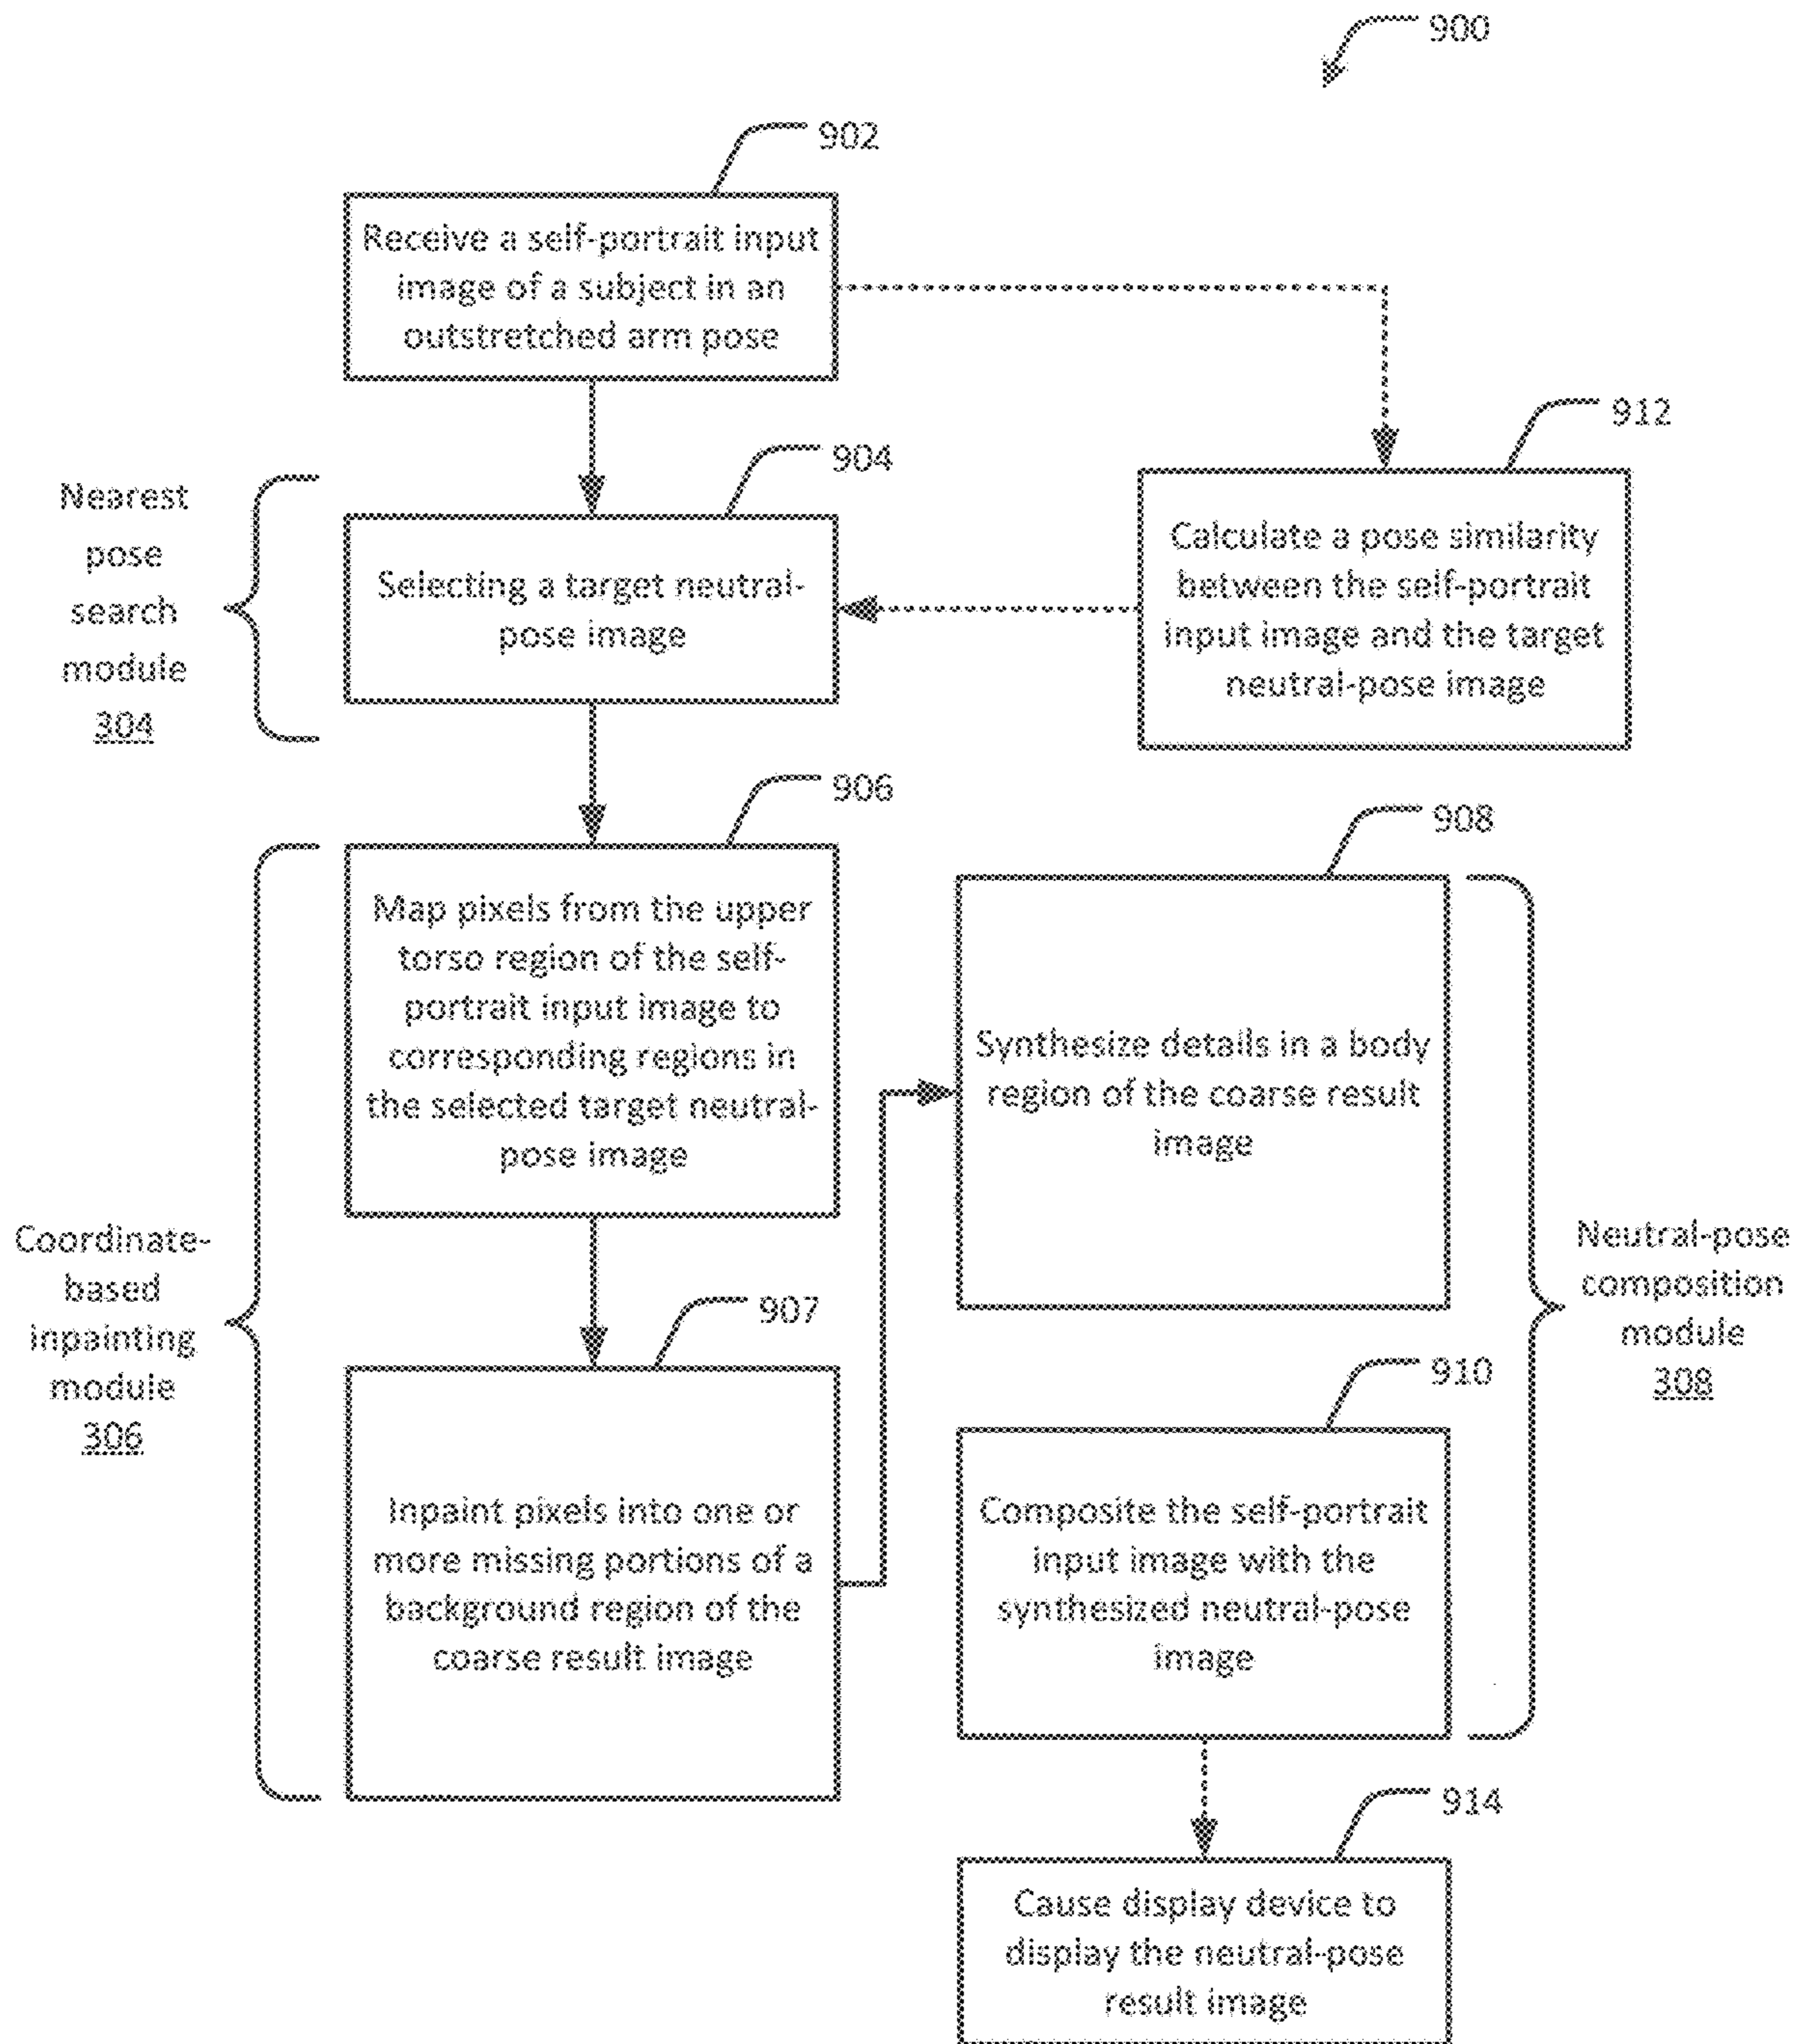 900
902
Receive a self-portrait input
image of a subject in an
outstretched arm pose
912
904
Nearest
pose
search
module
304
Selecting a target neutral-
pose image
Calculate a pose similarity
between the self-portrait
input image and the target
neutral-pose image
906
908
Map pixels from the upper
torso region of the self-
portrait input image to
corresponding regions in
the selected target neutral-
pose image
Synthesize details in a body
region of the coarse result
image
Coordinate-
based
inpainting
module
306
Neutral-pose
composition
module
308
907
910
Inpaint pixels into one or
more missing portions of a
background region of the
coarse result image
Composite the self-portrait
input image with the
synthesized neutral-pose
image
914
Cause display device to
display the neutral-pose
result image